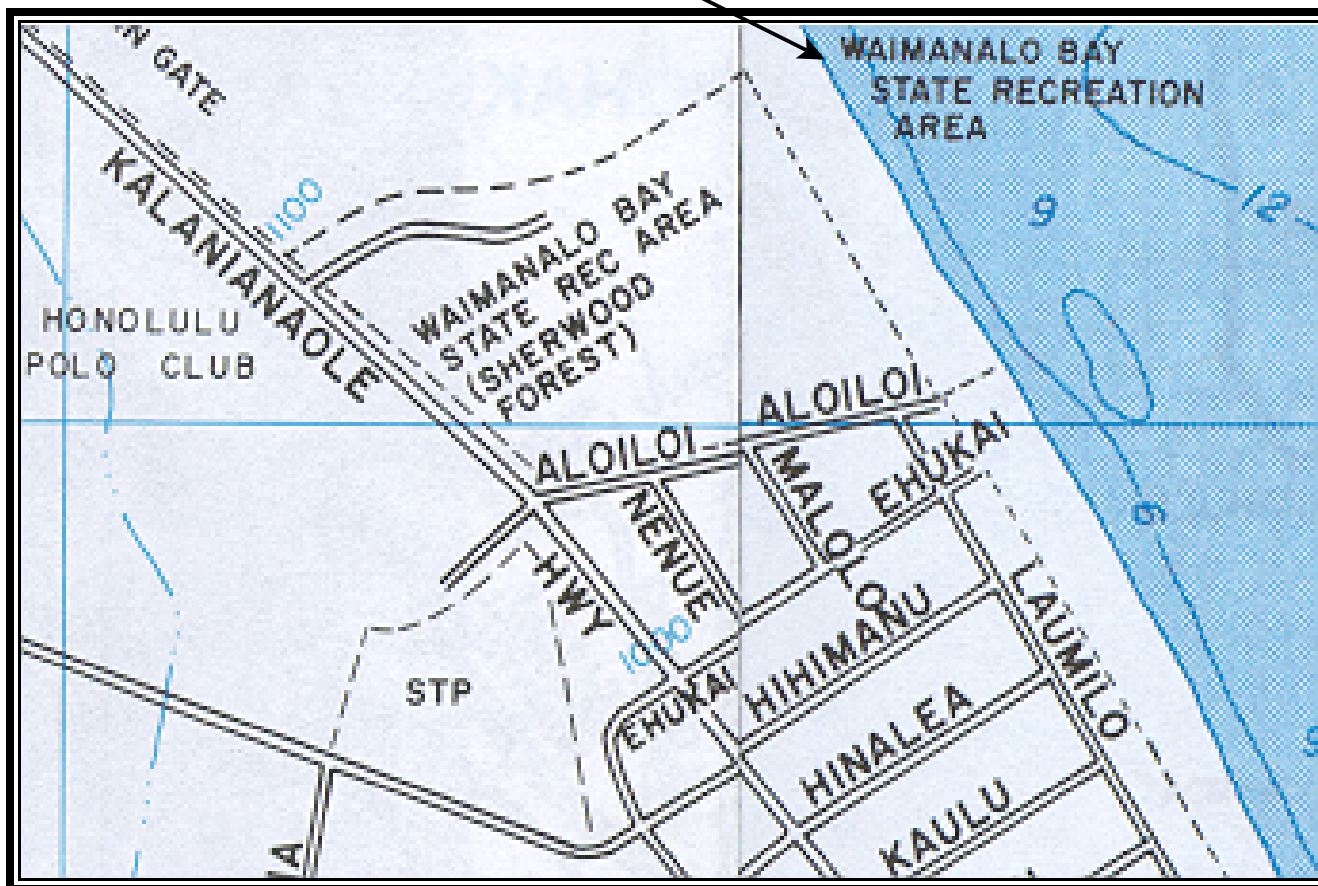 WAIMANALO BAY
STATE RECREATION
AREA
N GATE
KALANIANAOLE
1100
HONOLULU
POLO CLUB
WAIMANALO BAY
STATE REC AREA
(SHERWOOD
FOREST)
9
12
ALOILOI
ALOILOI
EHUKAI
MALOLO
NENUE
HWY
6
1000
LAUMILO
HIHIMANU
STP
EHUKAI
HINALEA
KAULU